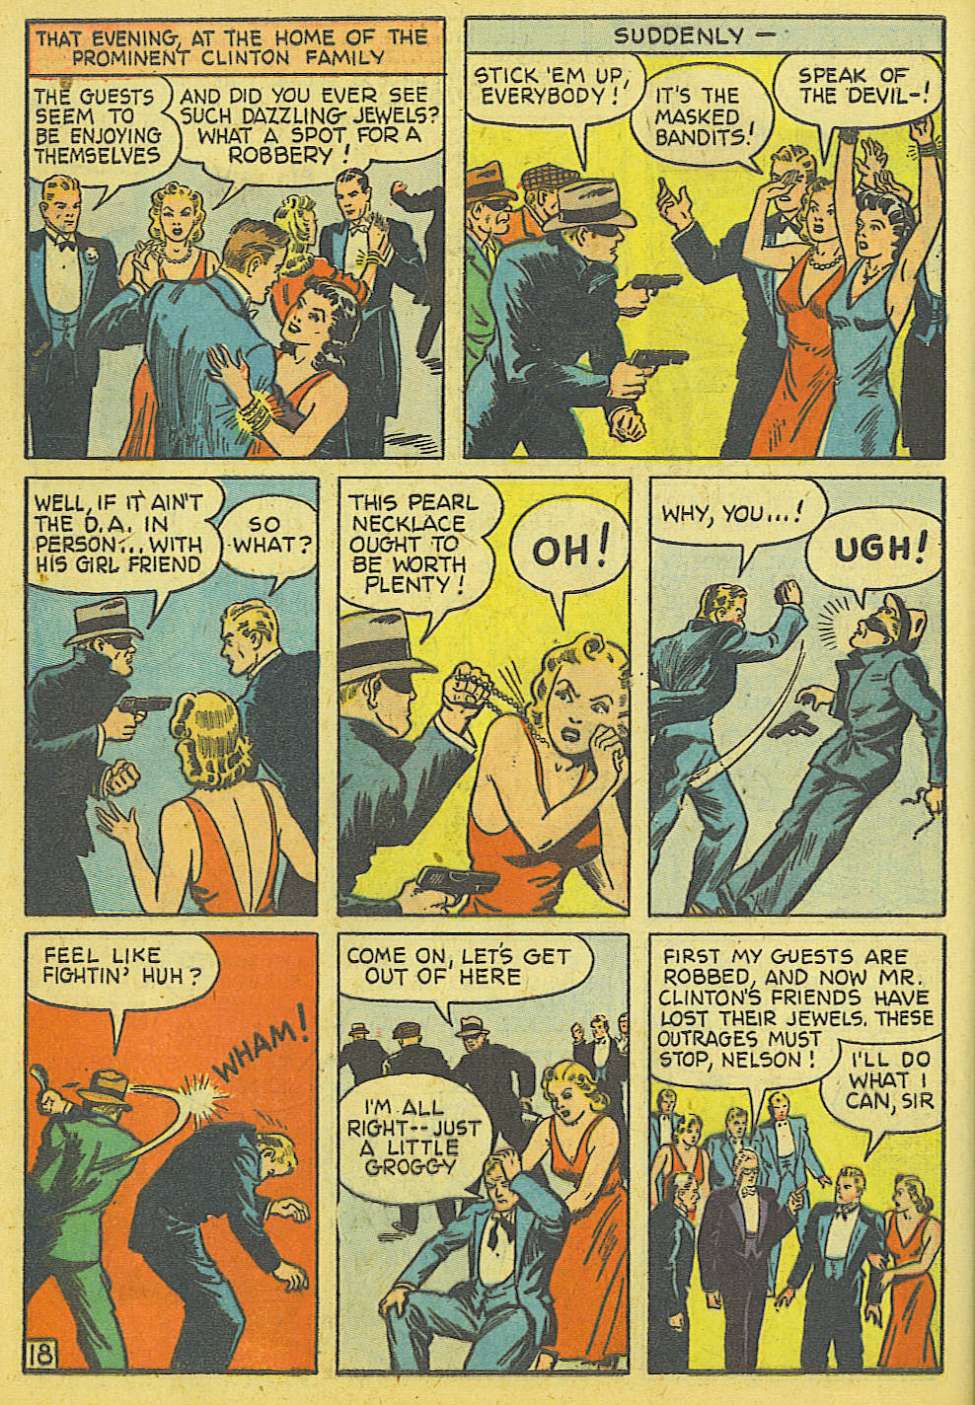 THAT EVENING, AT THE HOME OF THE
PROMINENT CLINTON FAMILY
THE GUESTS
SEEM TO
BE ENJOYING
THEMSELVES
AND DID YOU EVER SEE
SUCH DAZZLING JEWELS?
WHAT A SPOT FOR A
ROBBERY!
SUDDENLY —
STICK 'EM UP,
EVERYBODY!
IT'S THE
MASKED
BANDITS!
SPEAK OF
THE DEVIL-!
WELL, IF IT AIN'T
THE D.A. IN
PERSON... WITH
HIS GIRL FRIEND
SO
WHAT?
THIS PEARL
NECKLACE
OUGHT TO
BE WORTH
PLENTY!
OH!
WHY, YOU...!
UGH!
FEEL LIKE
FIGHTIN' HUH?
WHAM!
COME ON, LET'S GET
OUT OF HERE
I'M ALL
RIGHT-- JUST
A LITTLE
GROGGY
FIRST MY GUESTS ARE
ROBBED, AND NOW MR.
CLINTON'S FRIENDS HAVE
LOST THEIR JEWELS. THESE
OUTRAGES MUST
STOP, NELSON!
I'LL DO
WHAT I
CAN, SIR
18